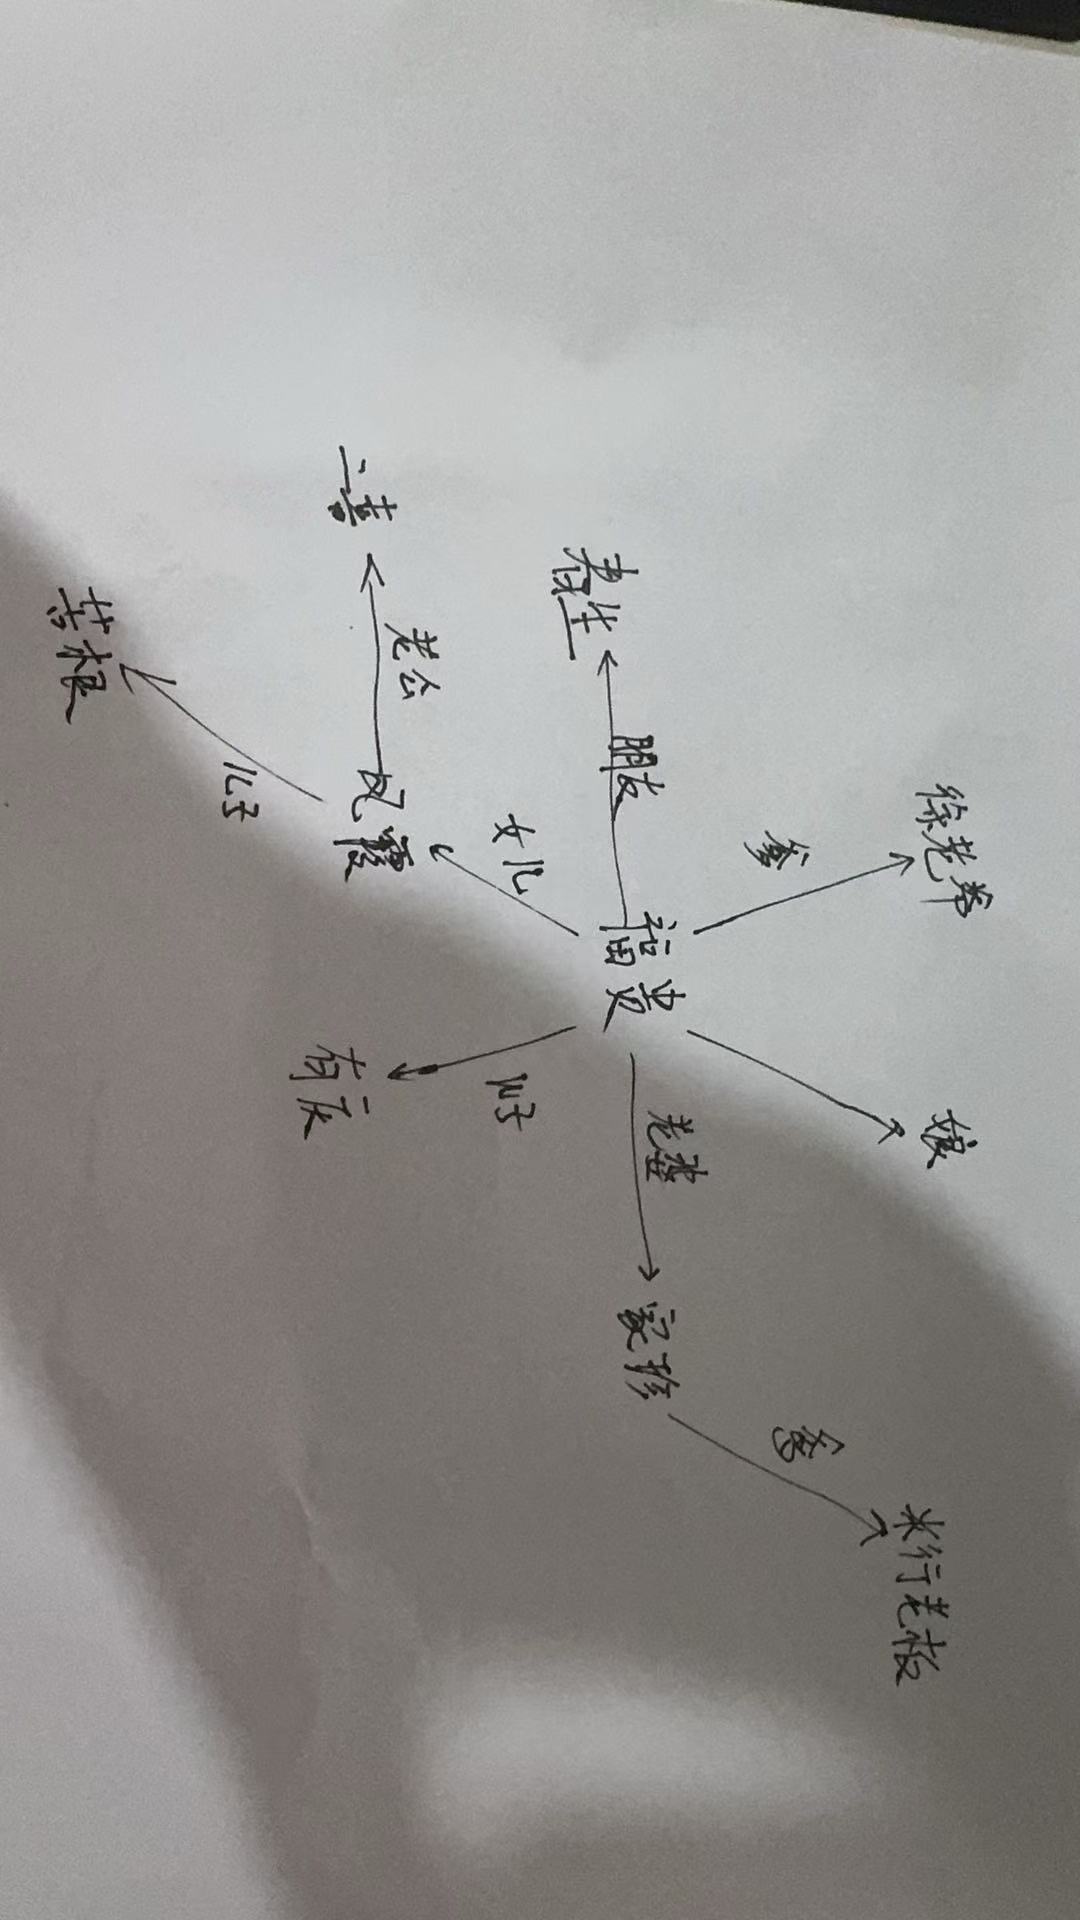 徐老爷
娘
米行老板
爹
爹
春生
朋友
福贵
老婆
家珍
女儿
儿子
老公
二喜
凤霞
有庆
儿子
苦根